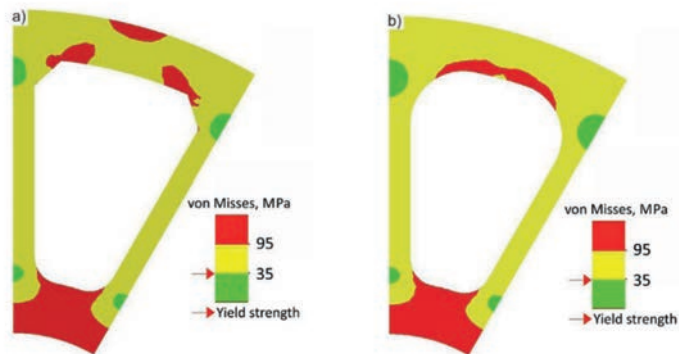 a)
von Misses, MPa
95
35
Yield strength
b)
von Misses, MPa
95
35
Yield strength